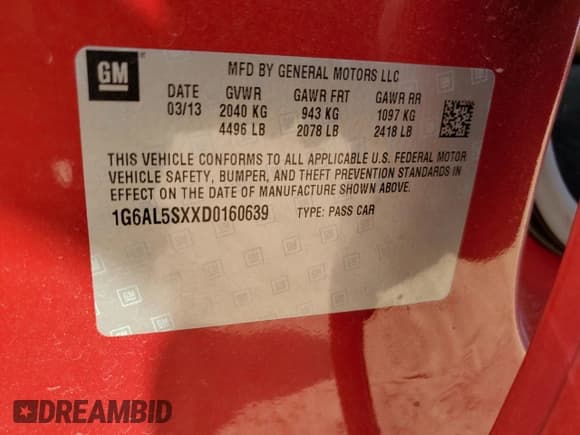 GM MFD BY GENERAL MOTORS LLC
DATE GVWR GAWR FRT GAWR RR
03/13 2040 KG 943 KG 1097 KG
4496 LB 2078 LB 2418 LB
THIS VEHICLE CONFORMS TO ALL APPLICABLE U.S. FEDERAL MOTOR
VEHICLE SAFETY, BUMPER, AND THEFT PREVENTION STANDARDS IN
EFFECT ON THE DATE OF MANUFACTURE SHOWN ABOVE.
1G6AL5SXXD0160639 TYPE: PASS CAR
DREAMBID